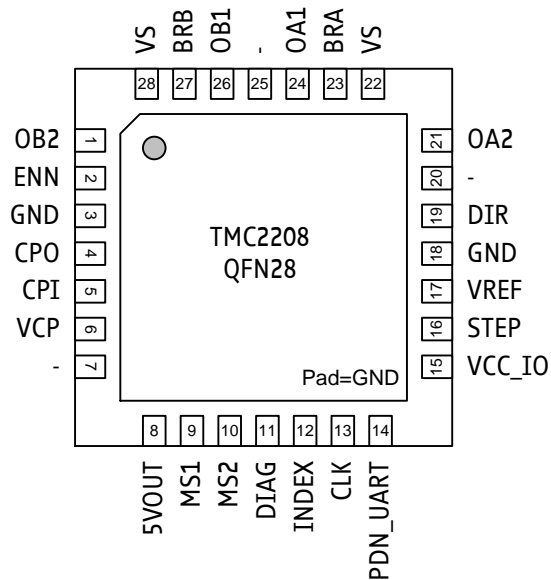 VS
BRB
OB1
-
OA1
BRA
VS
28
27
26
25
24
23
22
OB2
1
ENN
2
GND
3
CPO
4
CPI
5
VCP
6
-
7
TMC2208
QFN28
Pad=GND
21
OA2
20
-
19
DIR
18
GND
17
VREF
16
STEP
15
VCC_IO
8
9
10
11
12
13
14
5VOUT
MS1
MS2
DIAG
INDEX
CLK
PDN_UART